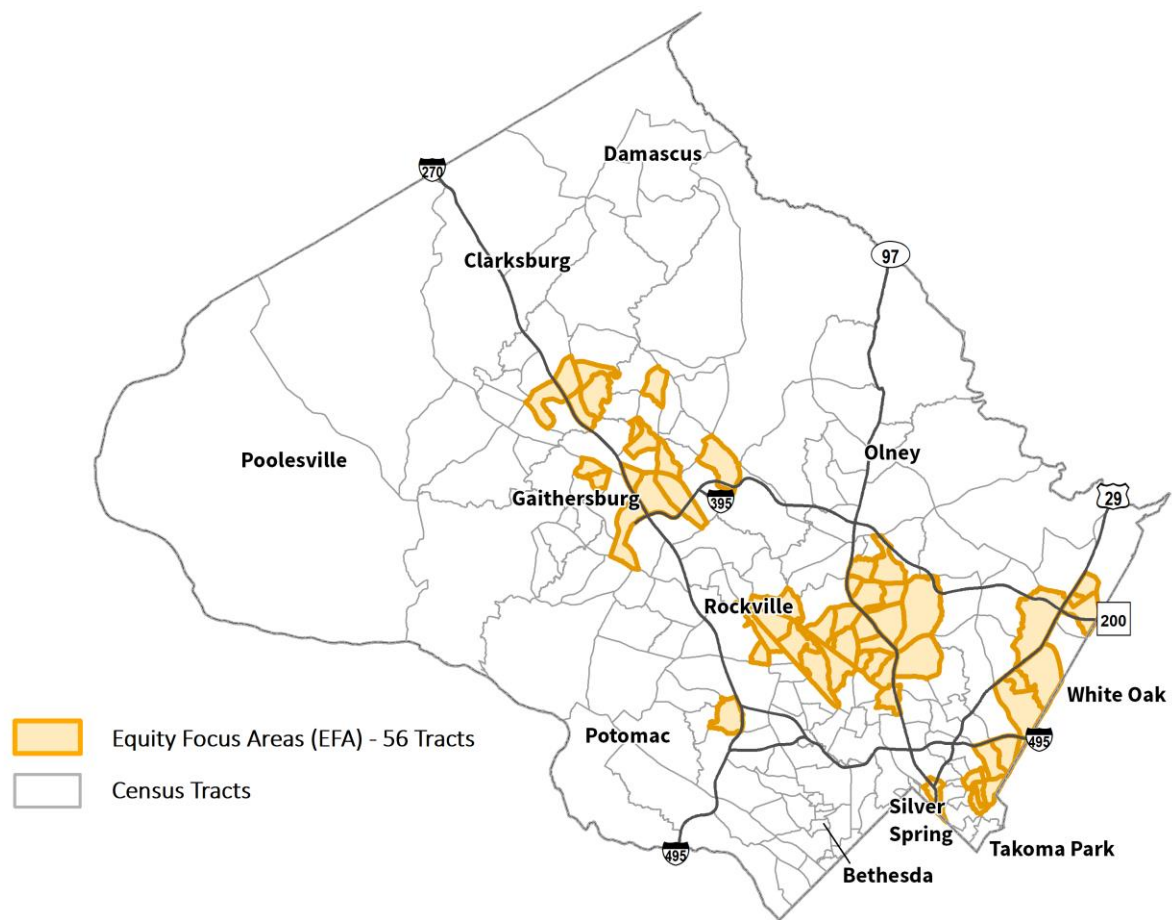 Damascus
270
97
Clarksburg
Olney
Poolesville
29
Gaithersburg
395
Rockville
200
White Oak
Potomac
495
Equity Focus Areas (EFA) - 56 Tracts
Census Tracts
Silver
Spring
Takoma Park
495
Bethesda